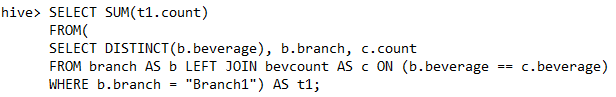 hive> SELECT SUM(t1.count)
FROM(
SELECT DISTINCT(b.beverage), b.branch, c.count
FROM branch AS b LEFT JOIN bevcount AS c ON (b.beverage == c.beverage)
WHERE b.branch = "Branch1") AS t1;